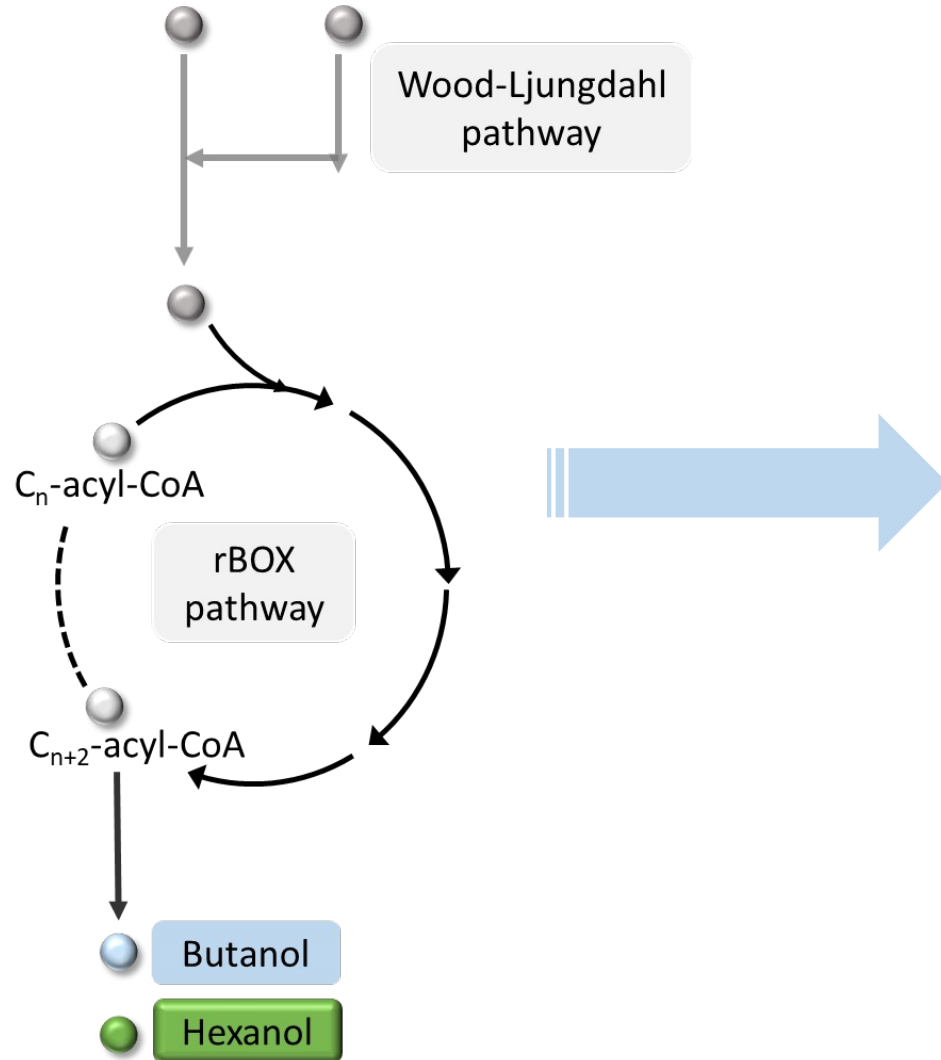 Wood-Ljungdahl
pathway
Cₙ-acyl-CoA
rBOX
pathway
Cₙ₊₂-acyl-CoA
Butanol
Hexanol